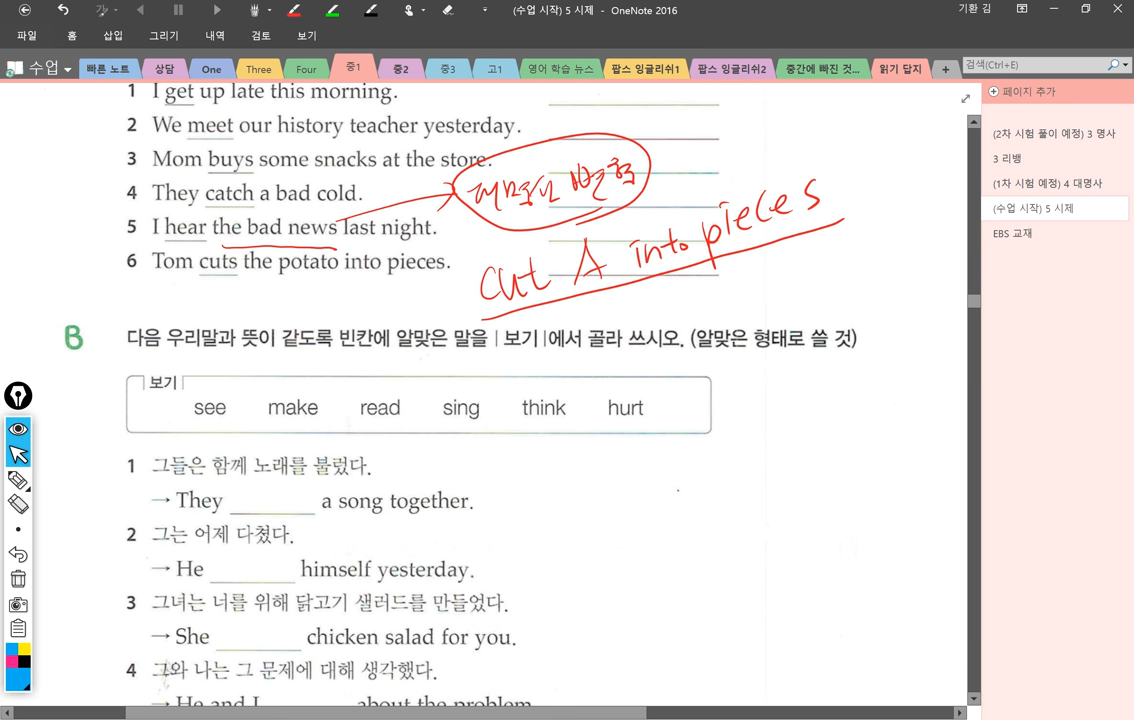 (수업 시작) 5 시제 - OneNote 2016
기환 김
파일 홈 삽입 그리기 내역 검토 보기
수업 빠른 노트 상담 One Three Four 중1 중2 중3 고1 영어 학습 뉴스 팝스 잉글리쉬1 팝스 잉글리쉬2 중간에 빠진 것... 읽기 답지 + 검색(Ctrl+E)
페이지 추가
(2차 시험 풀이 예정) 3 명사
3 리뱅
(1차 시험 예정) 4 대명사
(수업 시작) 5 시제
EBS 교재
1 I get up late this morning.
2 We meet our history teacher yesterday.
3 Mom buys some snacks at the store.
4 They catch a bad cold.
5 I hear the bad news last night.
6 Tom cuts the potato into pieces.
cut A into pieces
B 다음 우리말과 뜻이 같도록 빈칸에 알맞은 말을 |보기|에서 골라 쓰시오. (알맞은 형태로 쓸 것)
보기
see make read sing think hurt
1 그들은 함께 노래를 불렀다.
→ They ________ a song together.
2 그는 어제 다쳤다.
→ He ________ himself yesterday.
3 그녀는 너를 위해 닭고기 샐러드를 만들었다.
→ She ________ chicken salad for you.
4 그와 나는 그 문제에 대해 생각했다.
→ He and I ________ about the problem.